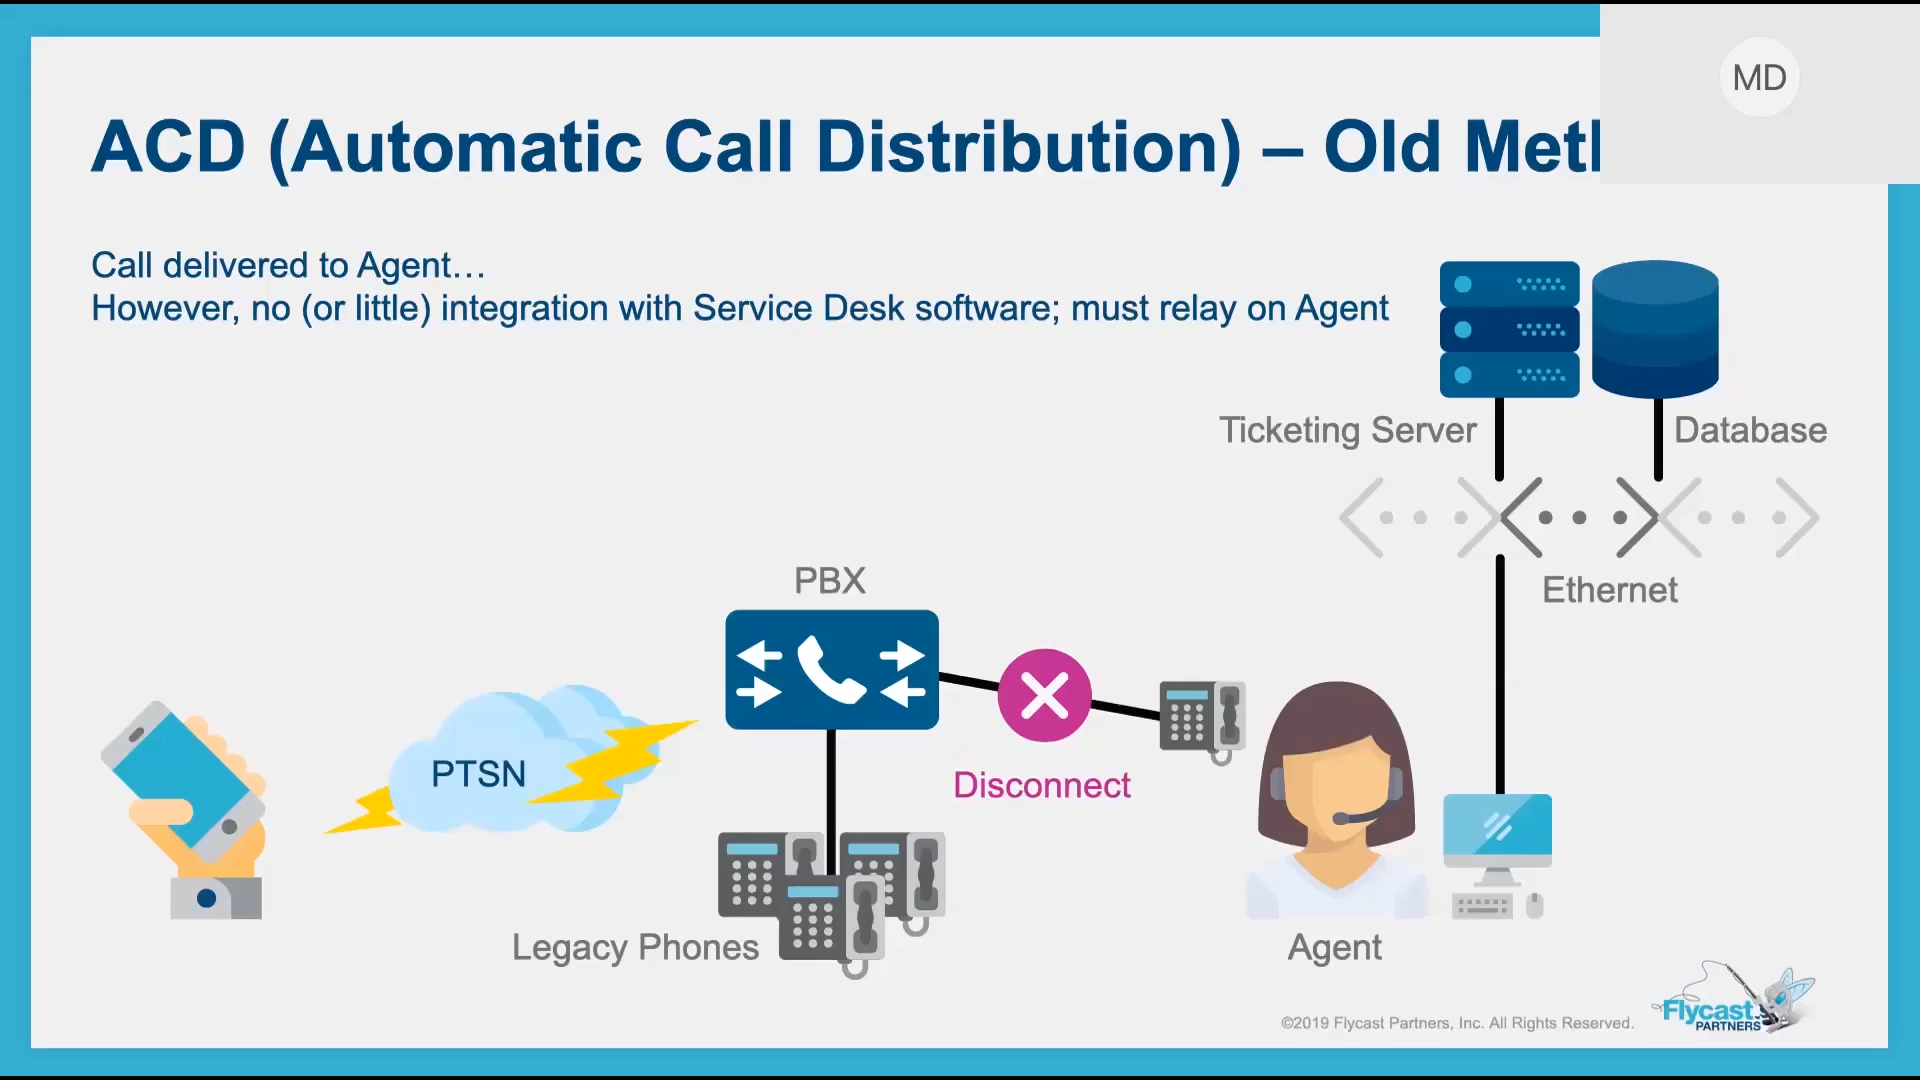 MD
ACD (Automatic Call Distribution) – Old
Call delivered to Agent…
However, no (or little) integration with Service Desk software; must relay on Agent
Ticketing Server
Database
Ethernet
PBX
PTSN
Disconnect
Legacy Phones
Agent
©2019 Flycast Partners, Inc. All Rights Reserved.
Flycast
PARTNERS